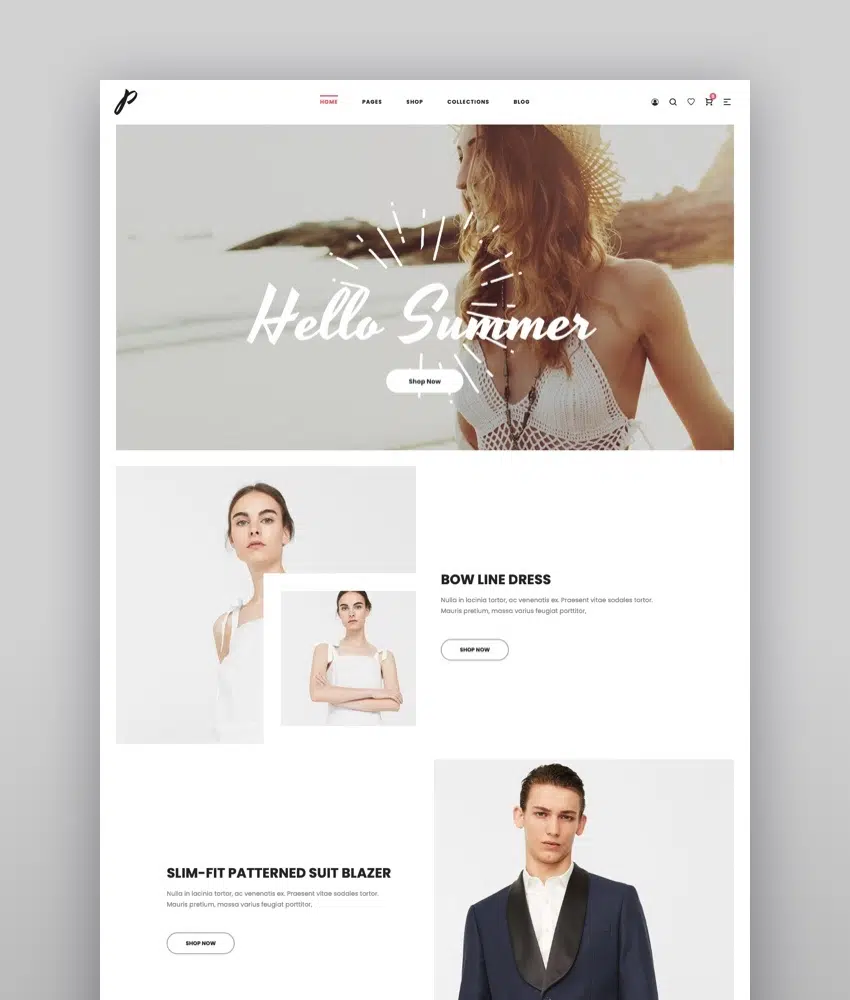 p
HOME PAGES SHOP COLLECTIONS BLOG
Hello Summer
Shop Now
BOW LINE DRESS
Nulla in lacinia tortor, ac venenatis ex. Praesent vitae sodales tortor.
Mauris pretium, massa varius feugiat porttitor,
SHOP NOW
SLIM-FIT PATTERNED SUIT BLAZER
Nulla in lacinia tortor, ac venenatis ex. Praesent vitae sodales tortor.
Mauris pretium, massa varius feugiat porttitor,
SHOP NOW